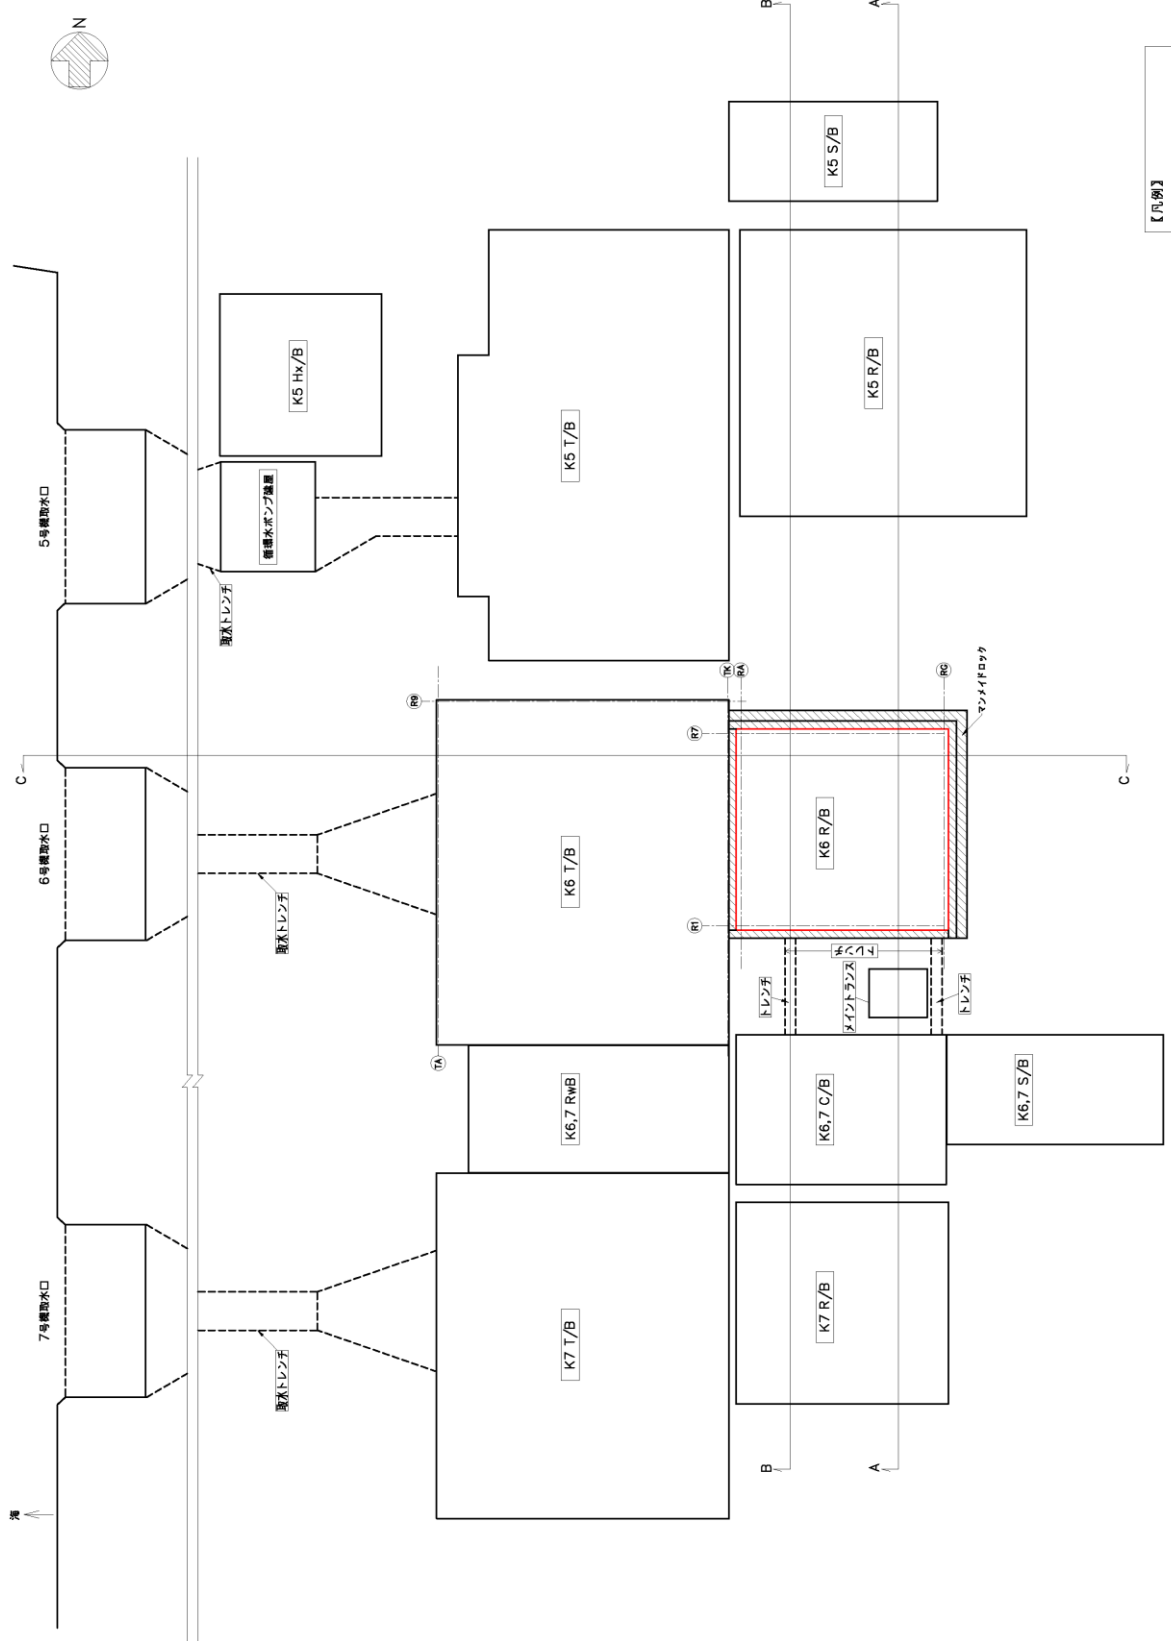 海
C
7号機取水口
6号機取水口
5号機取水口
N
取水トレンチ
取水トレンチ
取水トレンチ
循環水ポンプ建屋
K5 Hx/B
TA
R9
K7 T/B
K6,7 RwB
K6 T/B
K5 T/B
R1
R7
TK
RA
B
トレンチ
B
K7 R/B
K6,7 C/B
メイントランス
K6 R/B
K5 S/B
A
K5 R/B
A
RG
トレンチ
マンメイドロック
K6,7 S/B
C
【凡例】